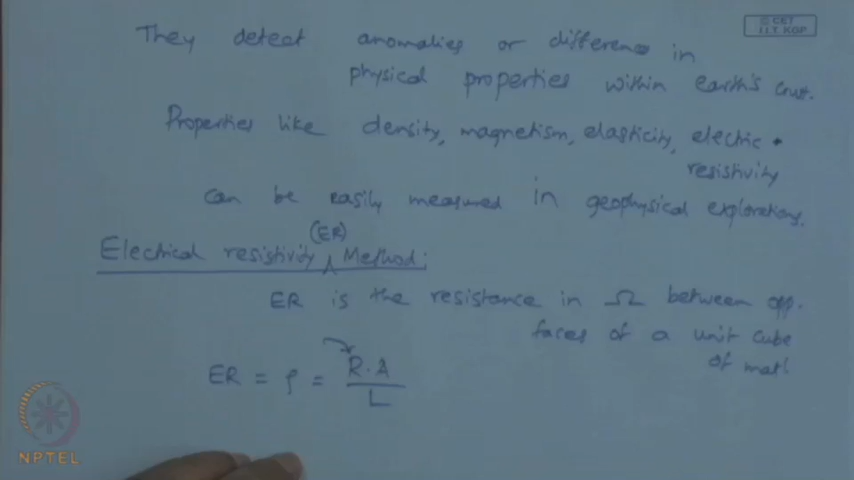 © CET
I.I.T. KGP
They detect anomalies or difference in
physical properties within earth's crust.
Properties like density, magnetism, elasticity, electric
resistivity
can be easily measured in geophysical explorations.
Electrical resistivity (ER) Method:
ER is the resistance in Ω between opp.
faces of a unit cube
of matl
ER = ρ = R.A
L
NPTEL